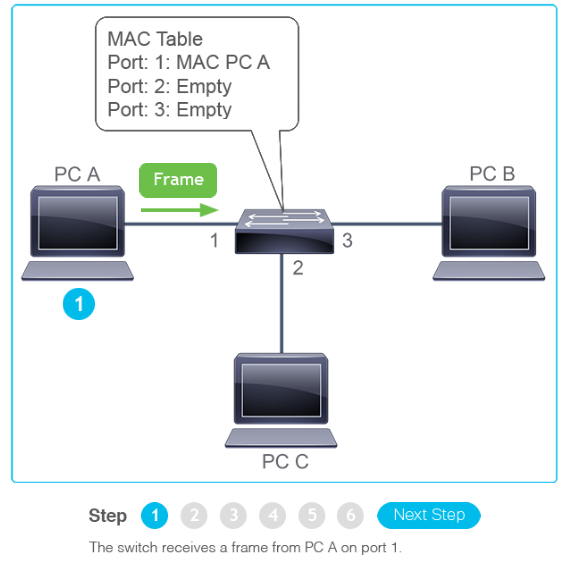 MAC Table
Port: 1: MAC PC A
Port: 2: Empty
Port: 3: Empty
PC A
Frame
PC B
1
3
2
1
PC C
Step 1 2 3 4 5 6 Next Step
The switch receives a frame from PC A on port 1.